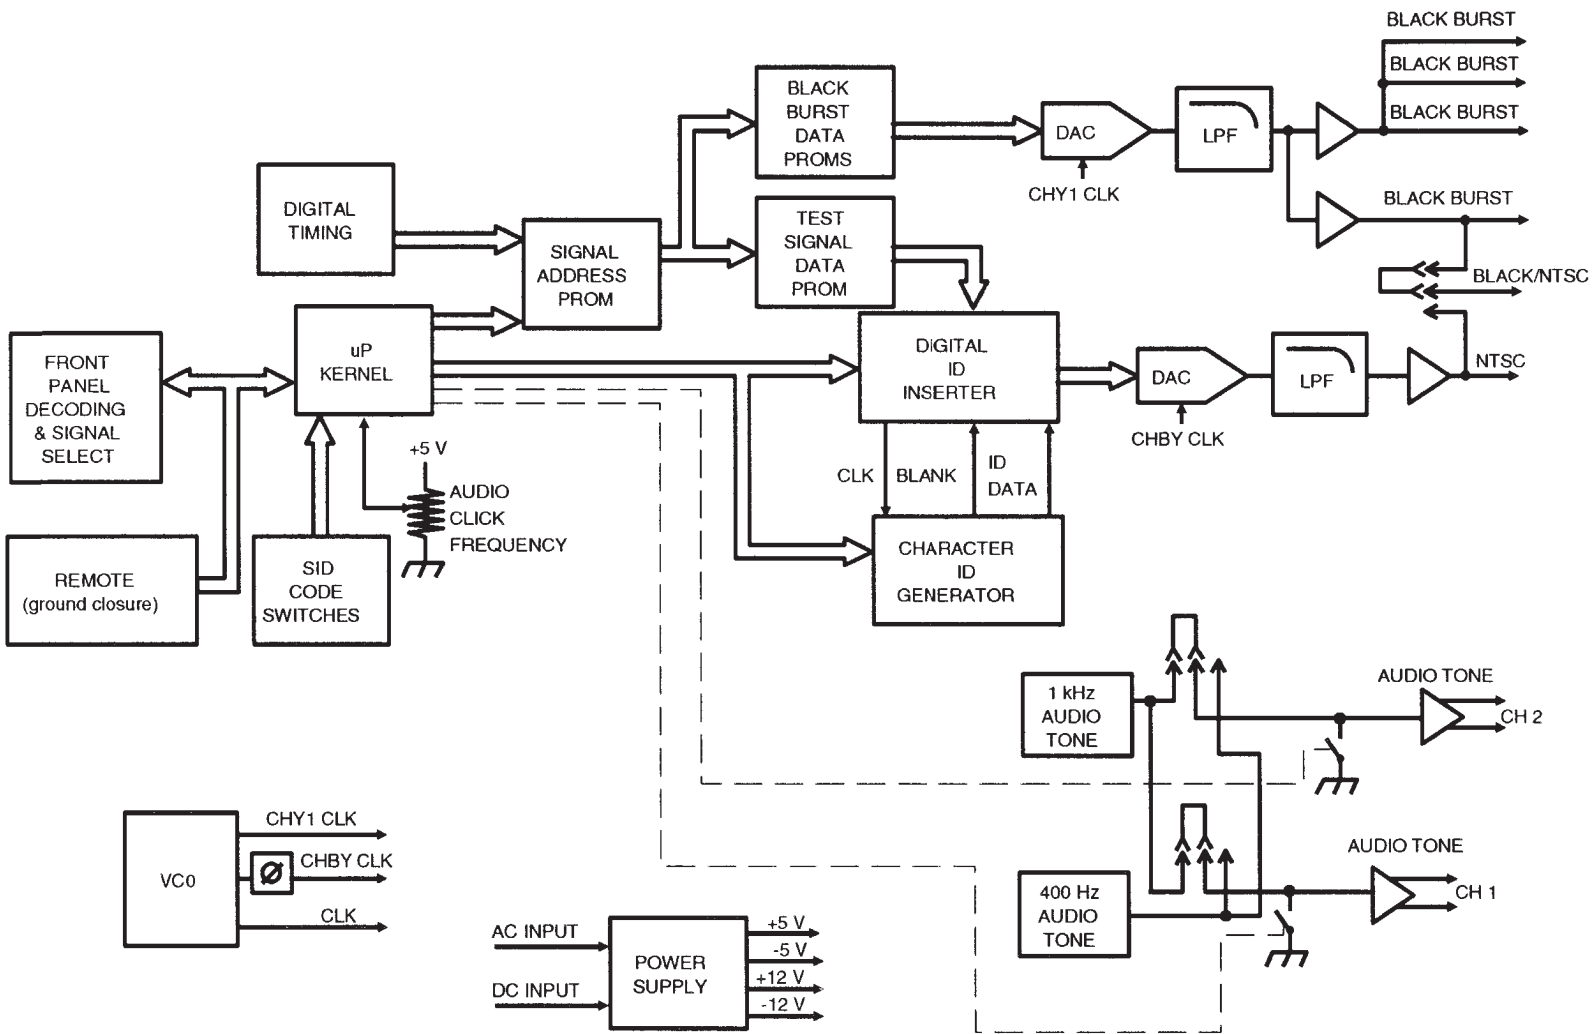 BLACK BURST
BLACK BURST
BLACK BURST
BLACK
BURST
DATA
PROMS
DAC
LPF
CHY1 CLK
BLACK BURST
DIGITAL
TIMING
SIGNAL
ADDRESS
PROM
TEST
SIGNAL
DATA
PROM
BLACK/NTSC
FRONT
PANEL
DECODING
& SIGNAL
SELECT
uP
KERNEL
DIGITAL
ID
INSERTER
DAC
LPF
NTSC
CHBY CLK
+5 V
AUDIO
CLICK
FREQUENCY
CLK
BLANK
ID
DATA
REMOTE
(ground closure)
SID
CODE
SWITCHES
CHARACTER
ID
GENERATOR
1 kHz
AUDIO
TONE
AUDIO TONE
CH 2
VC0
CHY1 CLK
CHBY CLK
Ø
CLK
400 Hz
AUDIO
TONE
AUDIO TONE
CH 1
AC INPUT
DC INPUT
POWER
SUPPLY
+5 V
-5 V
+12 V
-12 V